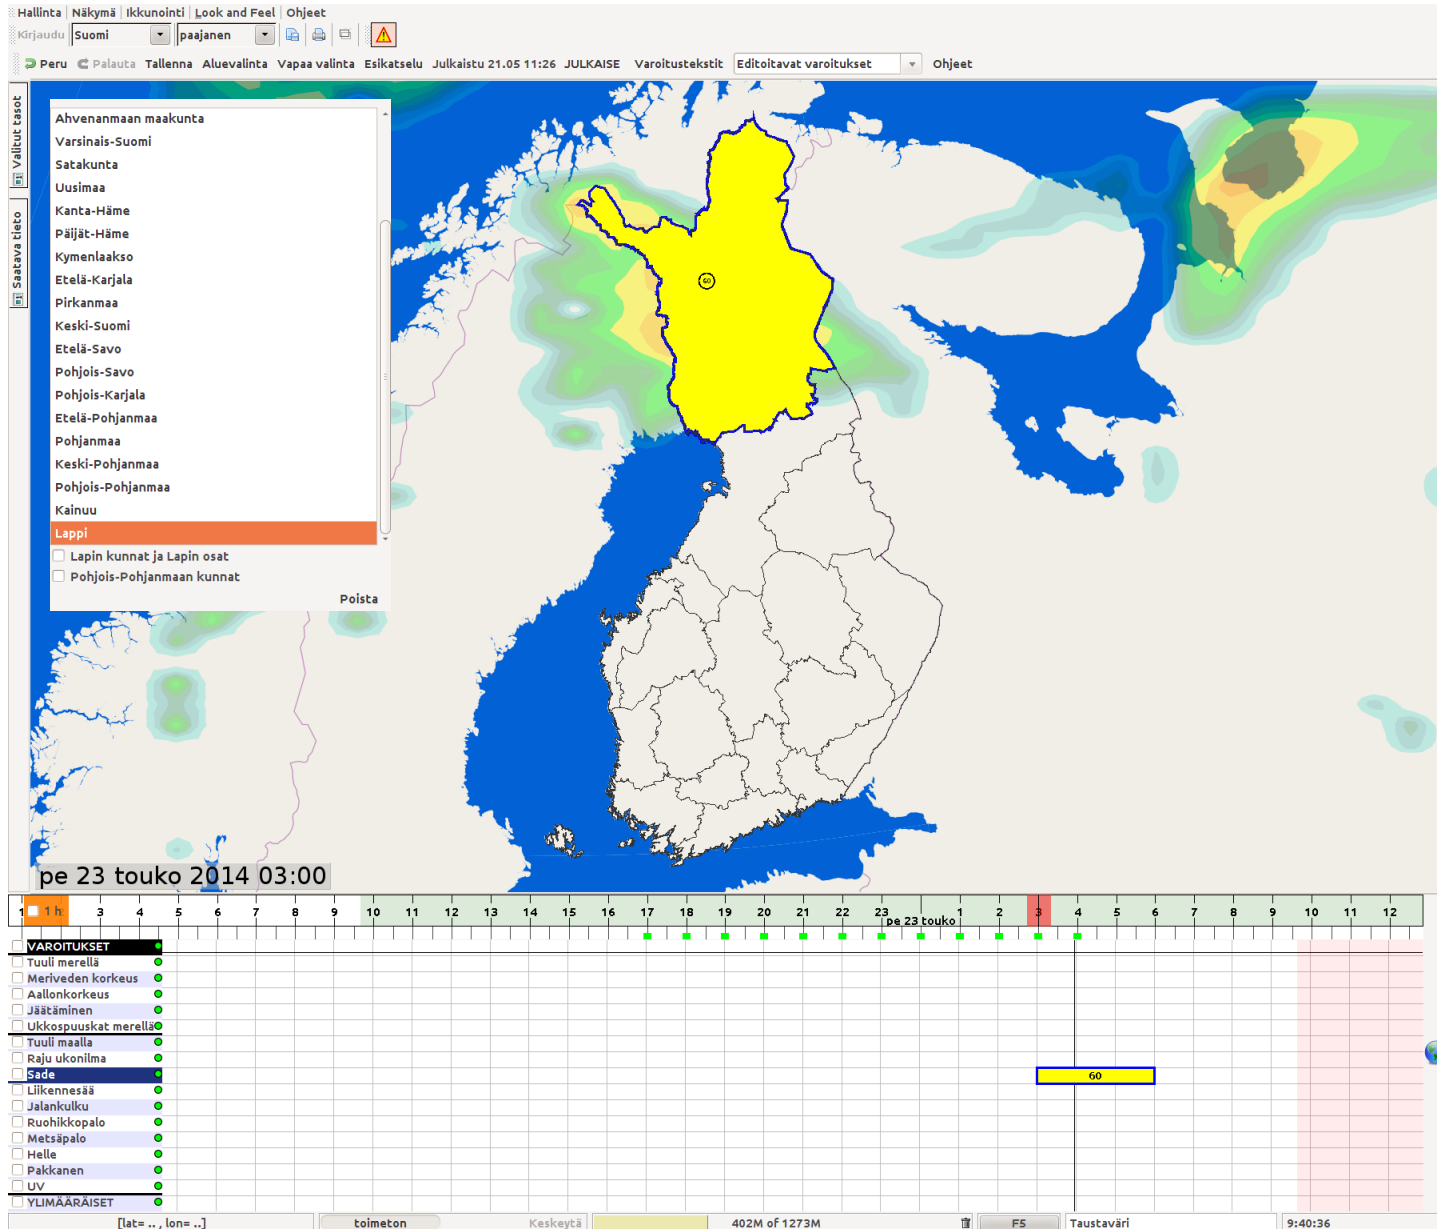 Hallinta Näkymä Ikkunointi Look and Feel Ohjeet
Kirjaudu Suomi paajanen
Peru Palauta Tallenna Aluevalinta Vapaa valinta Esikatselu Julkaistu 21.05 11:26 JULKAISE Varoitustekstit Editoitavat varoitukset Ohjeet
Valitut tasot
Saatava tieto
Ahvenanmaan maakunta
Varsinais-Suomi
Satakunta
Uusimaa
Kanta-Häme
Päijät-Häme
Kymenlaakso
Etelä-Karjala
Pirkanmaa
Keski-Suomi
Etelä-Savo
Pohjois-Savo
Pohjois-Karjala
Etelä-Pohjanmaa
Pohjanmaa
Keski-Pohjanmaa
Pohjois-Pohjanmaa
Kainuu
Lappi
Lapin kunnat ja Lapin osat
Pohjois-Pohjanmaan kunnat
Poista
60
pe 23 touko 2014 03:00
1 1 h: 3 4 5 6 7 8 9 10 11 12 13 14 15 16 17 18 19 20 21 22 23 1 2 3 4 5 6 7 8 9 10 11 12
pe 23 touko
VAROITUKSET
Tuuli merellä
Meriveden korkeus
Aallonkorkeus
Jäätäminen
Ukkospuuskat merellä
Tuuli maalla
Raju ukonilma
Sade 60
Liikennesää
Jalankulku
Ruohikkopalo
Metsäpalo
Helle
Pakkanen
UV
YLIMÄÄRÄISET
[lat= .. , lon= ..] toimeton Keskeytä 402M of 1273M F5 Taustaväri 9:40:36